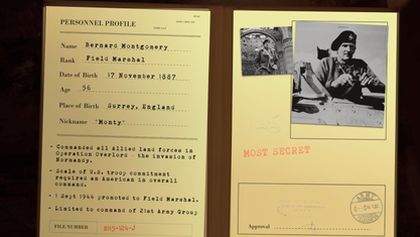 PERSONNEL PROFILE
Name Bernard Montgomery
Rank Field Marshal
Date of Birth 17 November 1887
Age 56
Place of Birth Surrey, England
Nickname "Monty"
- Commanded all Allied land forces in
Operation Overlord - the invasion of
Normandy.
- Scale of U.S. troop commitment
required an American in overall
command.
- 1 Sept 1944 promoted to Field Marshal.
- Limited to command of 21st Army Group
FILE NUMBER
MOST SECRET
Approval